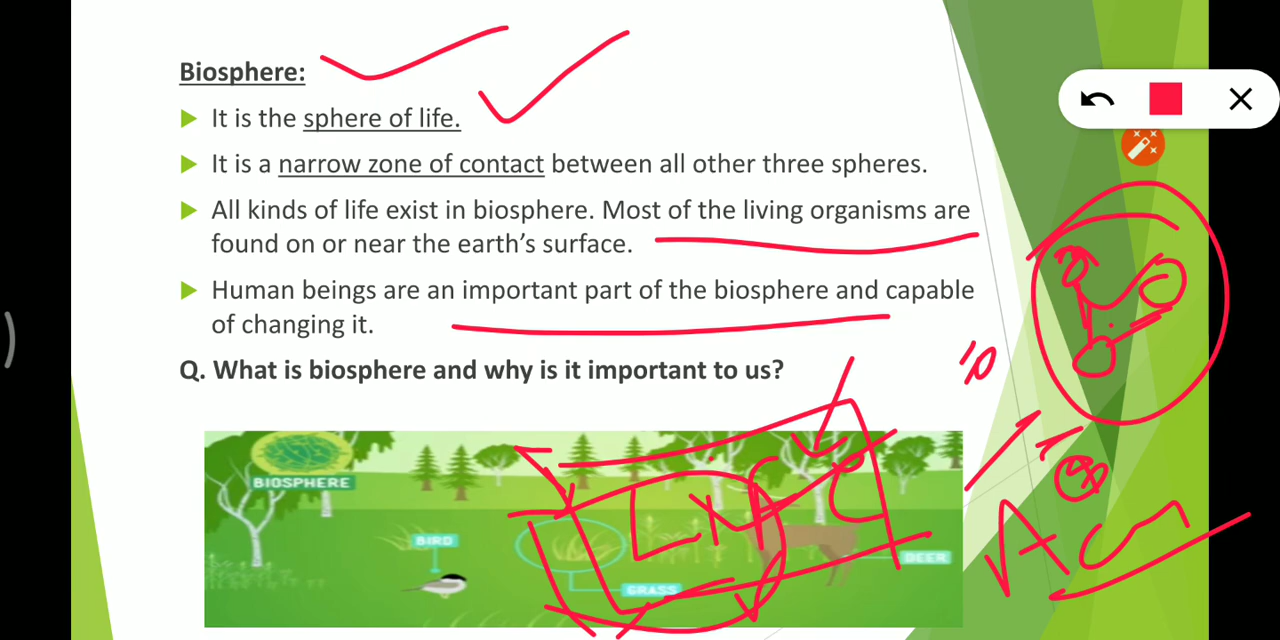 Biosphere:
It is the sphere of life.
It is a narrow zone of contact between all other three spheres.
All kinds of life exist in biosphere. Most of the living organisms are
found on or near the earth's surface.
Human beings are an important part of the biosphere and capable
of changing it.
Q. What is biosphere and why is it important to us?
BIOSPHERE
BIRD
DEER
GRASS